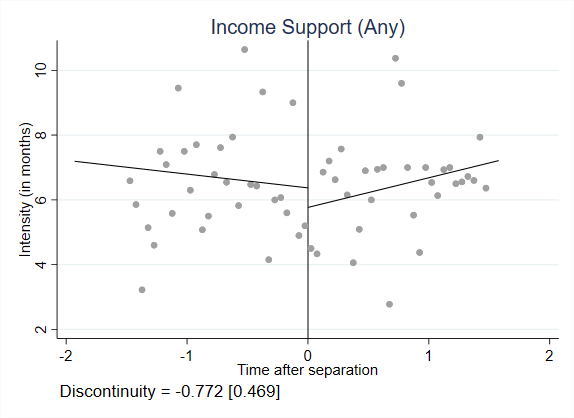 Income Support (Any)
Intensity (in months)
10
8
6
4
2
-2
-1
0
1
2
Time after separation
Discontinuity = -0.772 [0.469]